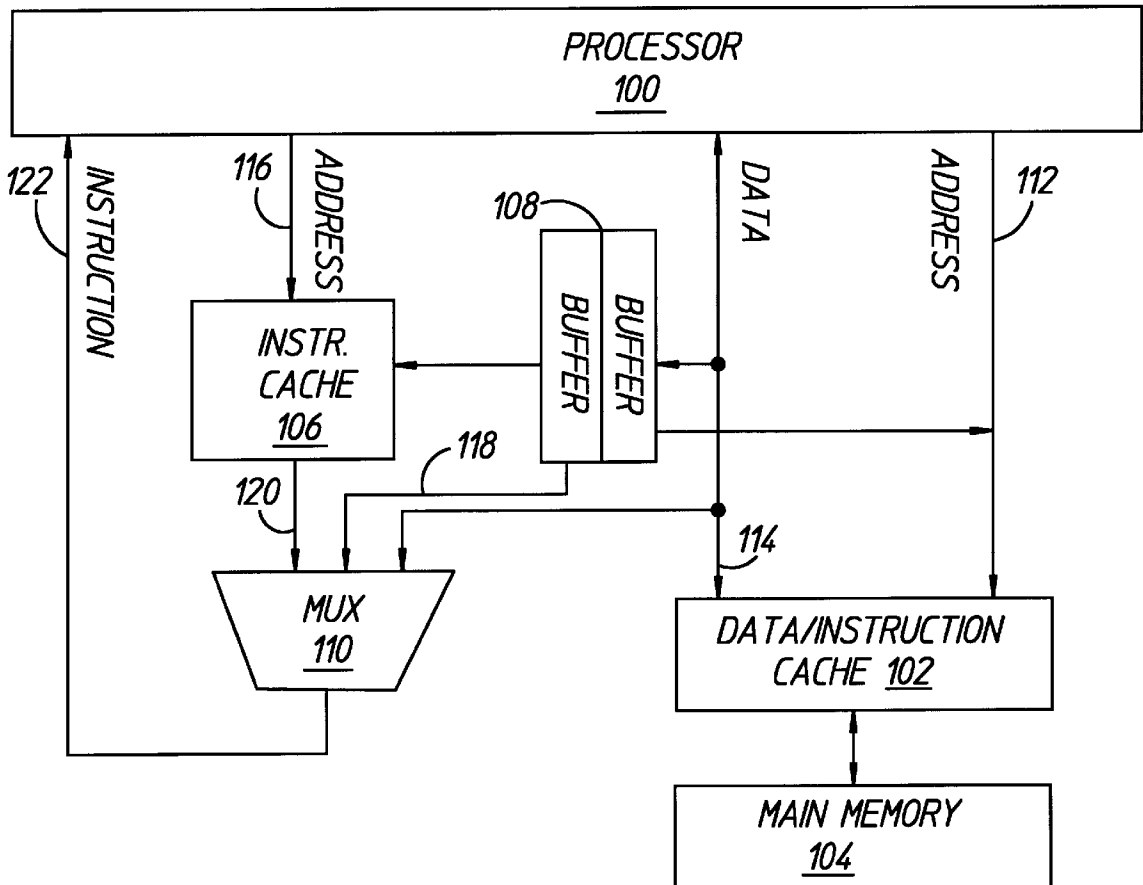 PROCESSOR
100
122
INSTRUCTION
116
ADDRESS
108
DATA
ADDRESS
112
BUFFER
BUFFER
INSTR.
CACHE
106
118
120
114
MUX
110
DATA/INSTRUCTION
CACHE 102
MAIN MEMORY
104